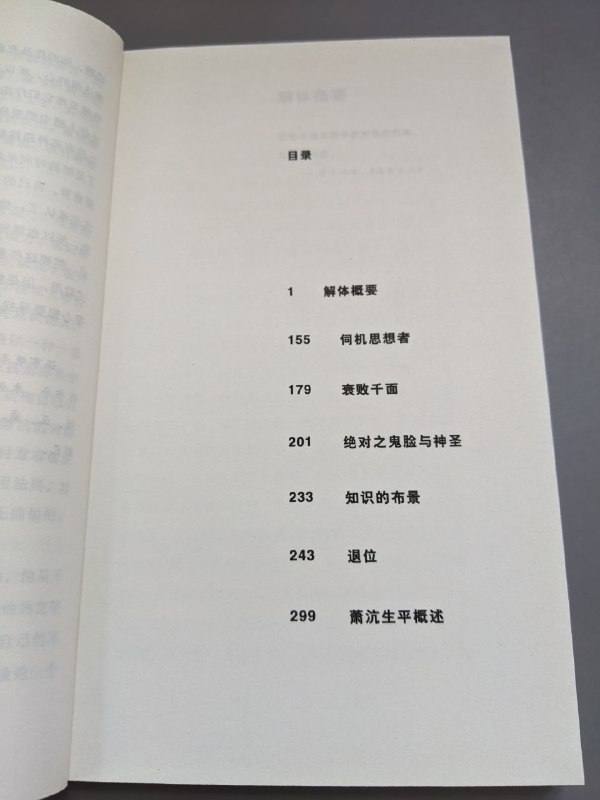 目录
1 解体概要
155 伺机思想者
179 衰败千面
201 绝对之鬼脸与神圣
233 知识的布景
243 退位
299 萧沆生平概述